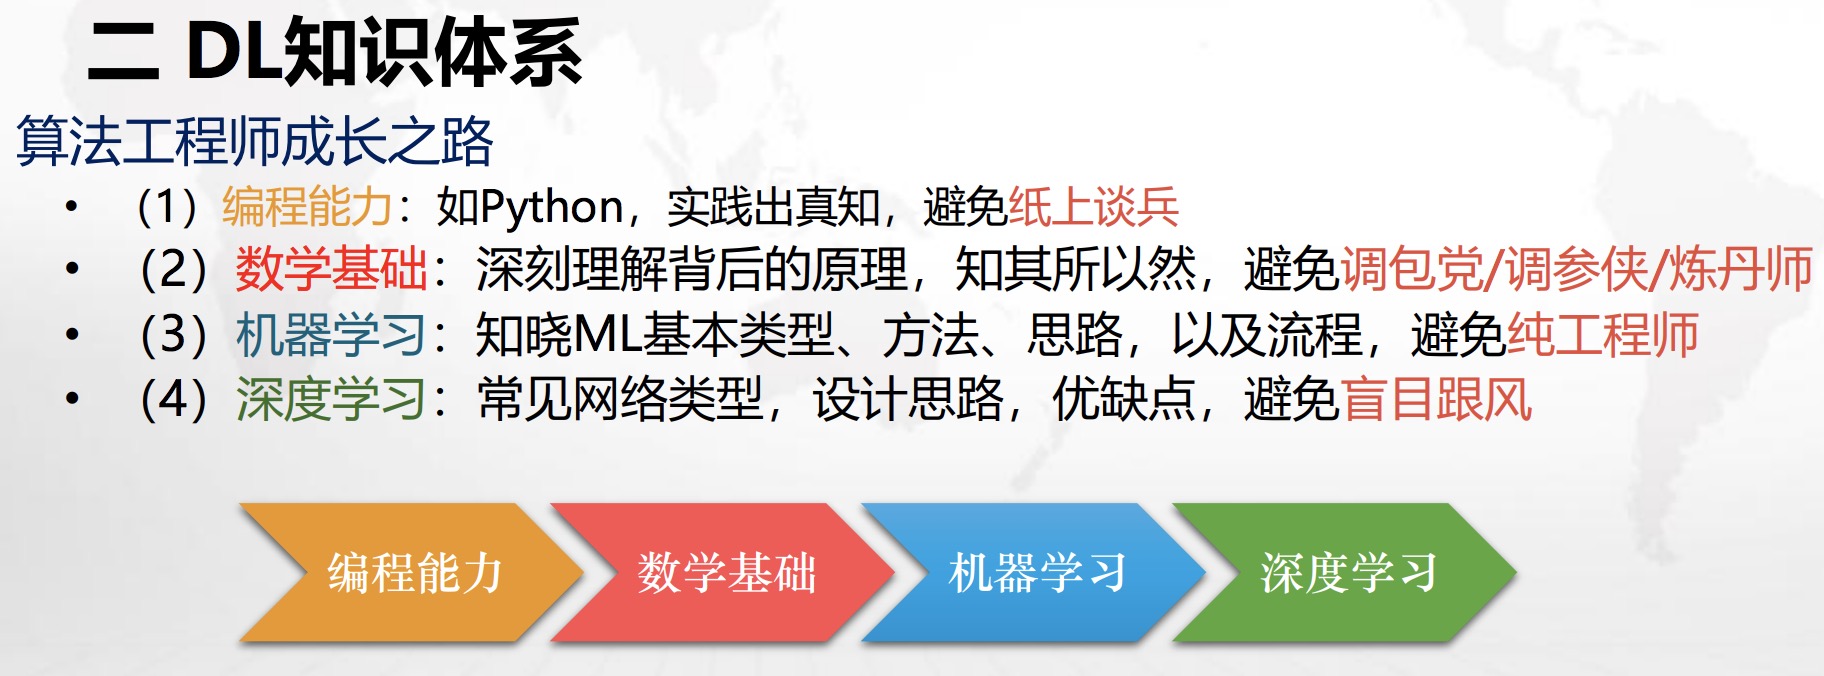 二 DL知识体系
算法工程师成长之路
• （1）编程能力：如Python，实践出真知，避免纸上谈兵
• （2）数学基础：深刻理解背后的原理，知其所以然，避免调包党/调参侠/炼丹师
• （3）机器学习：知晓ML基本类型、方法、思路，以及流程，避免纯工程师
• （4）深度学习：常见网络类型，设计思路，优缺点，避免盲目跟风
编程能力
数学基础
机器学习
深度学习